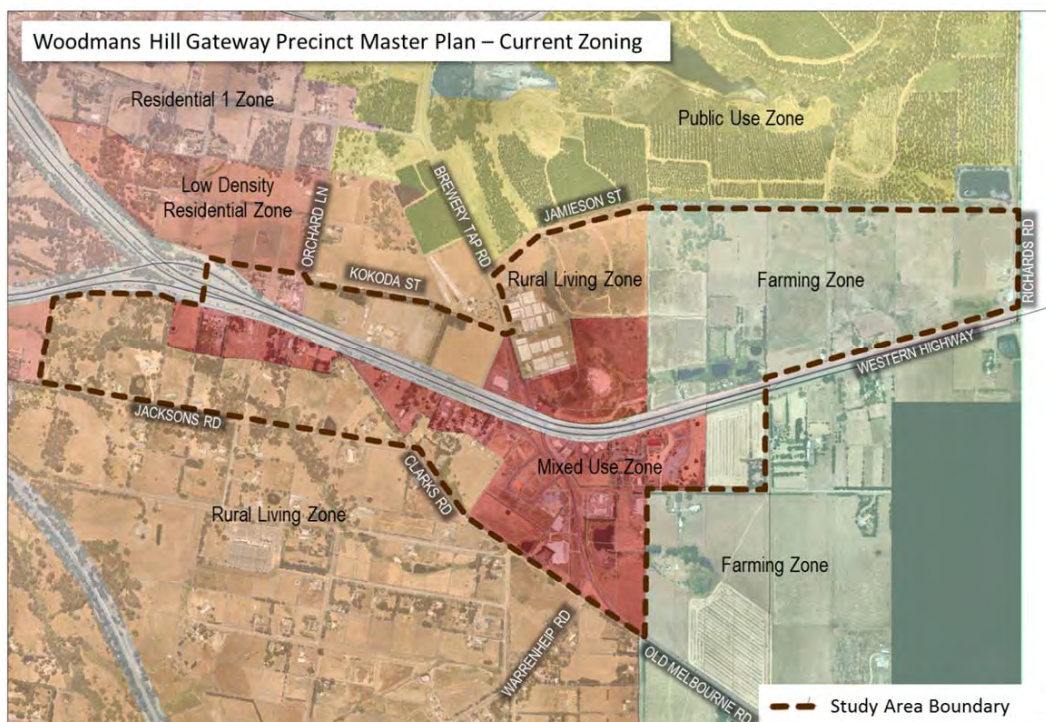 Woodmans Hill Gateway Precinct Master Plan – Current Zoning
Residential 1 Zone
Public Use Zone
Low Density
Residential Zone
ORCHARD LN
BREWERY TAP RD
JAMIESON ST
KOKODA ST
Rural Living Zone
Farming Zone
RICHARDS RD
WESTERN HIGHWAY
JACKSONS RD
CLARKS RD
Mixed Use Zone
Rural Living Zone
Farming Zone
WARRENHEIP RD
OLD MELBOURNE RD
Study Area Boundary